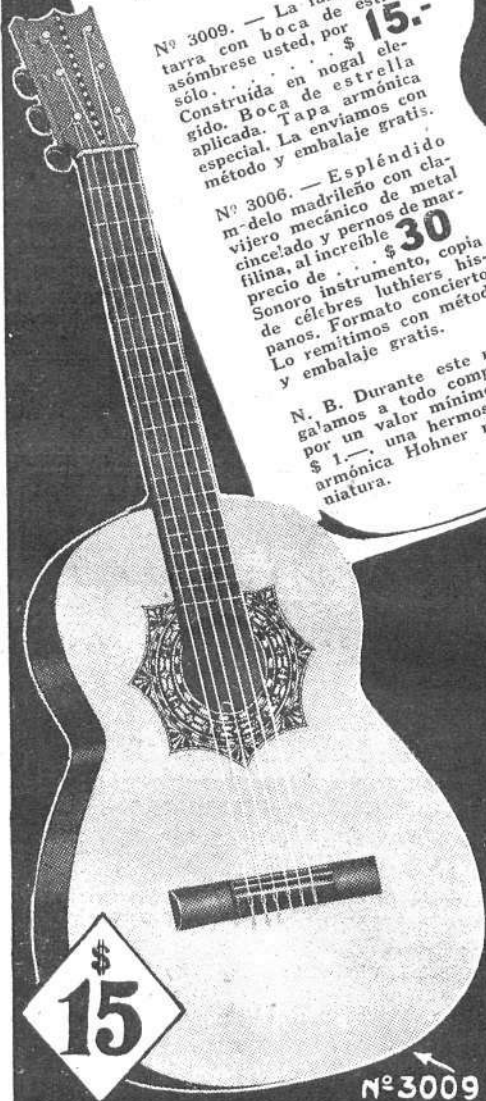 Nº 3009. — La
tarra con boca de
asómbrese usted, por
sólo. . . . . . . . $ 15.-
Construída en nogal ele-
gido. Boca de estrella
aplicada. Tapa armónica
especial. La enviamos con
método y embalaje gratis.
Nº 3006. — Espléndido
m-delo madrileño con cla-
vijero mecánico de metal
cincelado y pernos de mar-
filina, al increíble
precio de . . . $ 30
Sonoro instrumento, copia
de célebres luthiers his-
panos. Formato concierto
Lo remitimos con métod
y embalaje gratis.
N. B. Durante este
galamos a todo comp
por un valor mínim
$ 1.—. una hermos
armónica Hohner
niatura.
$
15
Nº 3009